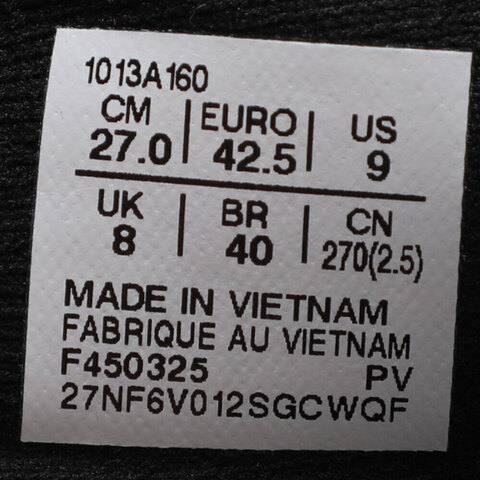 1013A160
CM | EURO | US
27.0 | 42.5 | 9
UK | BR | CN
8 | 40 | 270(2.5)
MADE IN VIETNAM
FABRIQUE AU VIETNAM
F450325 PV
27NF6V012SGCWQF